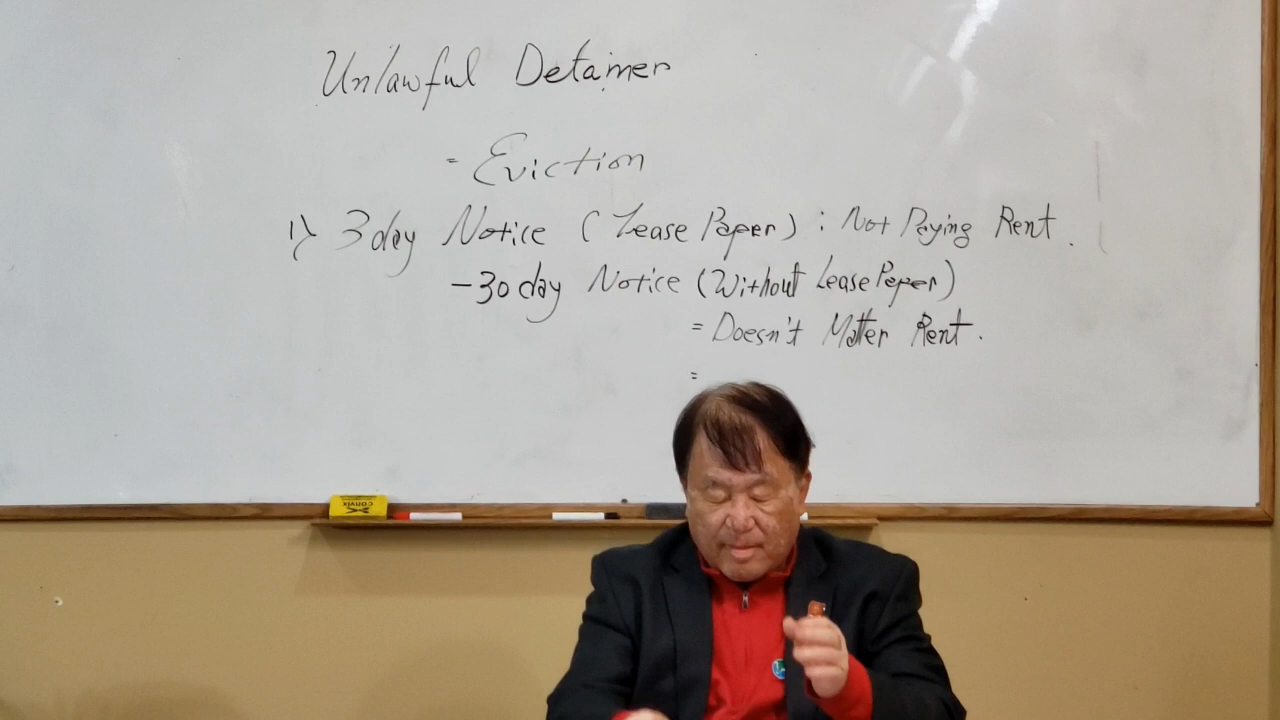 Unlawful Detainer
= Eviction
1> 3 day Notice (Lease Paper) : Not Paying Rent.
- 30 day Notice (Without Lease Paper)
= Doesn't Matter Rent.
=